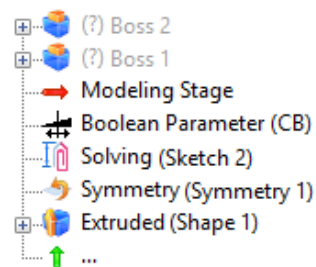 (?) Boss 2
(?) Boss 1
Modeling Stage
Boolean Parameter (CB)
Solving (Sketch 2)
Symmetry (Symmetry 1)
Extruded (Shape 1)
...